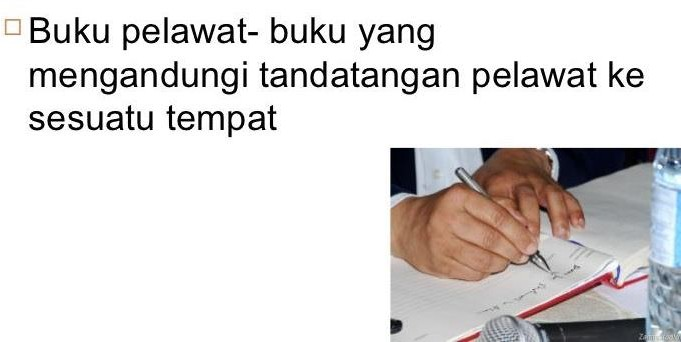 Buku pelawat- buku yang
mengandungi tandatangan pelawat ke
sesuatu tempat